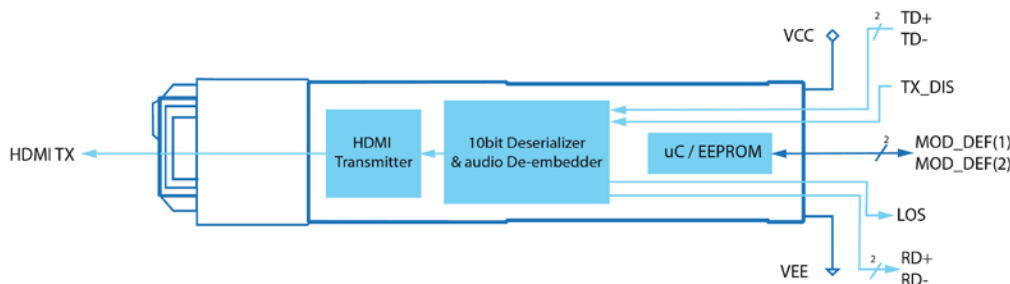 2
TD+
TD-
VCC
TX_DIS
HDMI TX
HDMI
Transmitter
10bit Deserializer
& audio De-embedder
uC / EEPROM
2
MOD_DEF(1)
MOD_DEF(2)
LOS
VEE
2
RD+
RD-